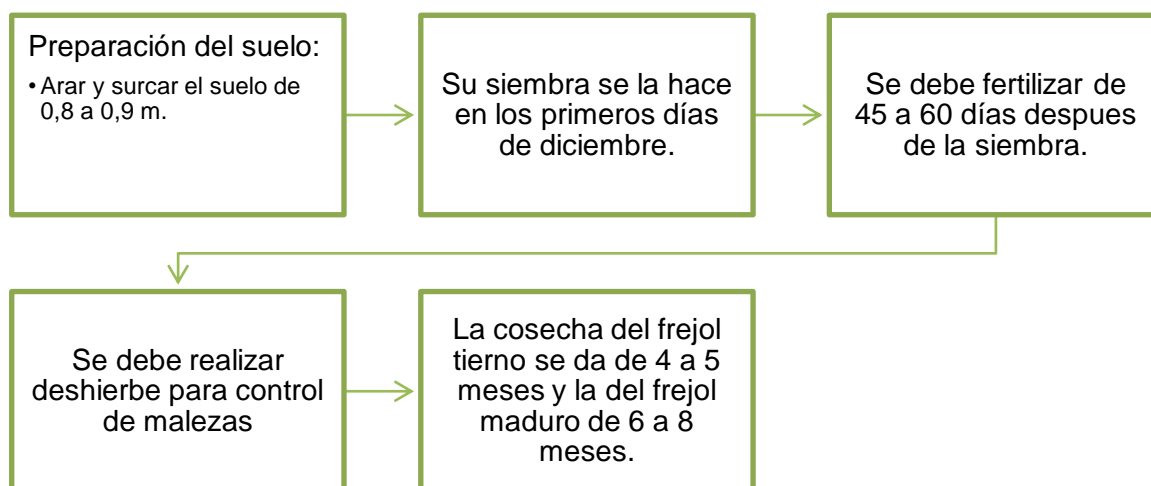 Preparación del suelo:
• Arar y surcar el suelo de
0,8 a 0,9 m.
Su siembra se la hace
en los primeros días
de diciembre.
Se debe fertilizar de
45 a 60 días despues
de la siembra.
Se debe realizar
deshierbe para control
de malezas
La cosecha del frejol
tierno se da de 4 a 5
meses y la del frejol
maduro de 6 a 8
meses.